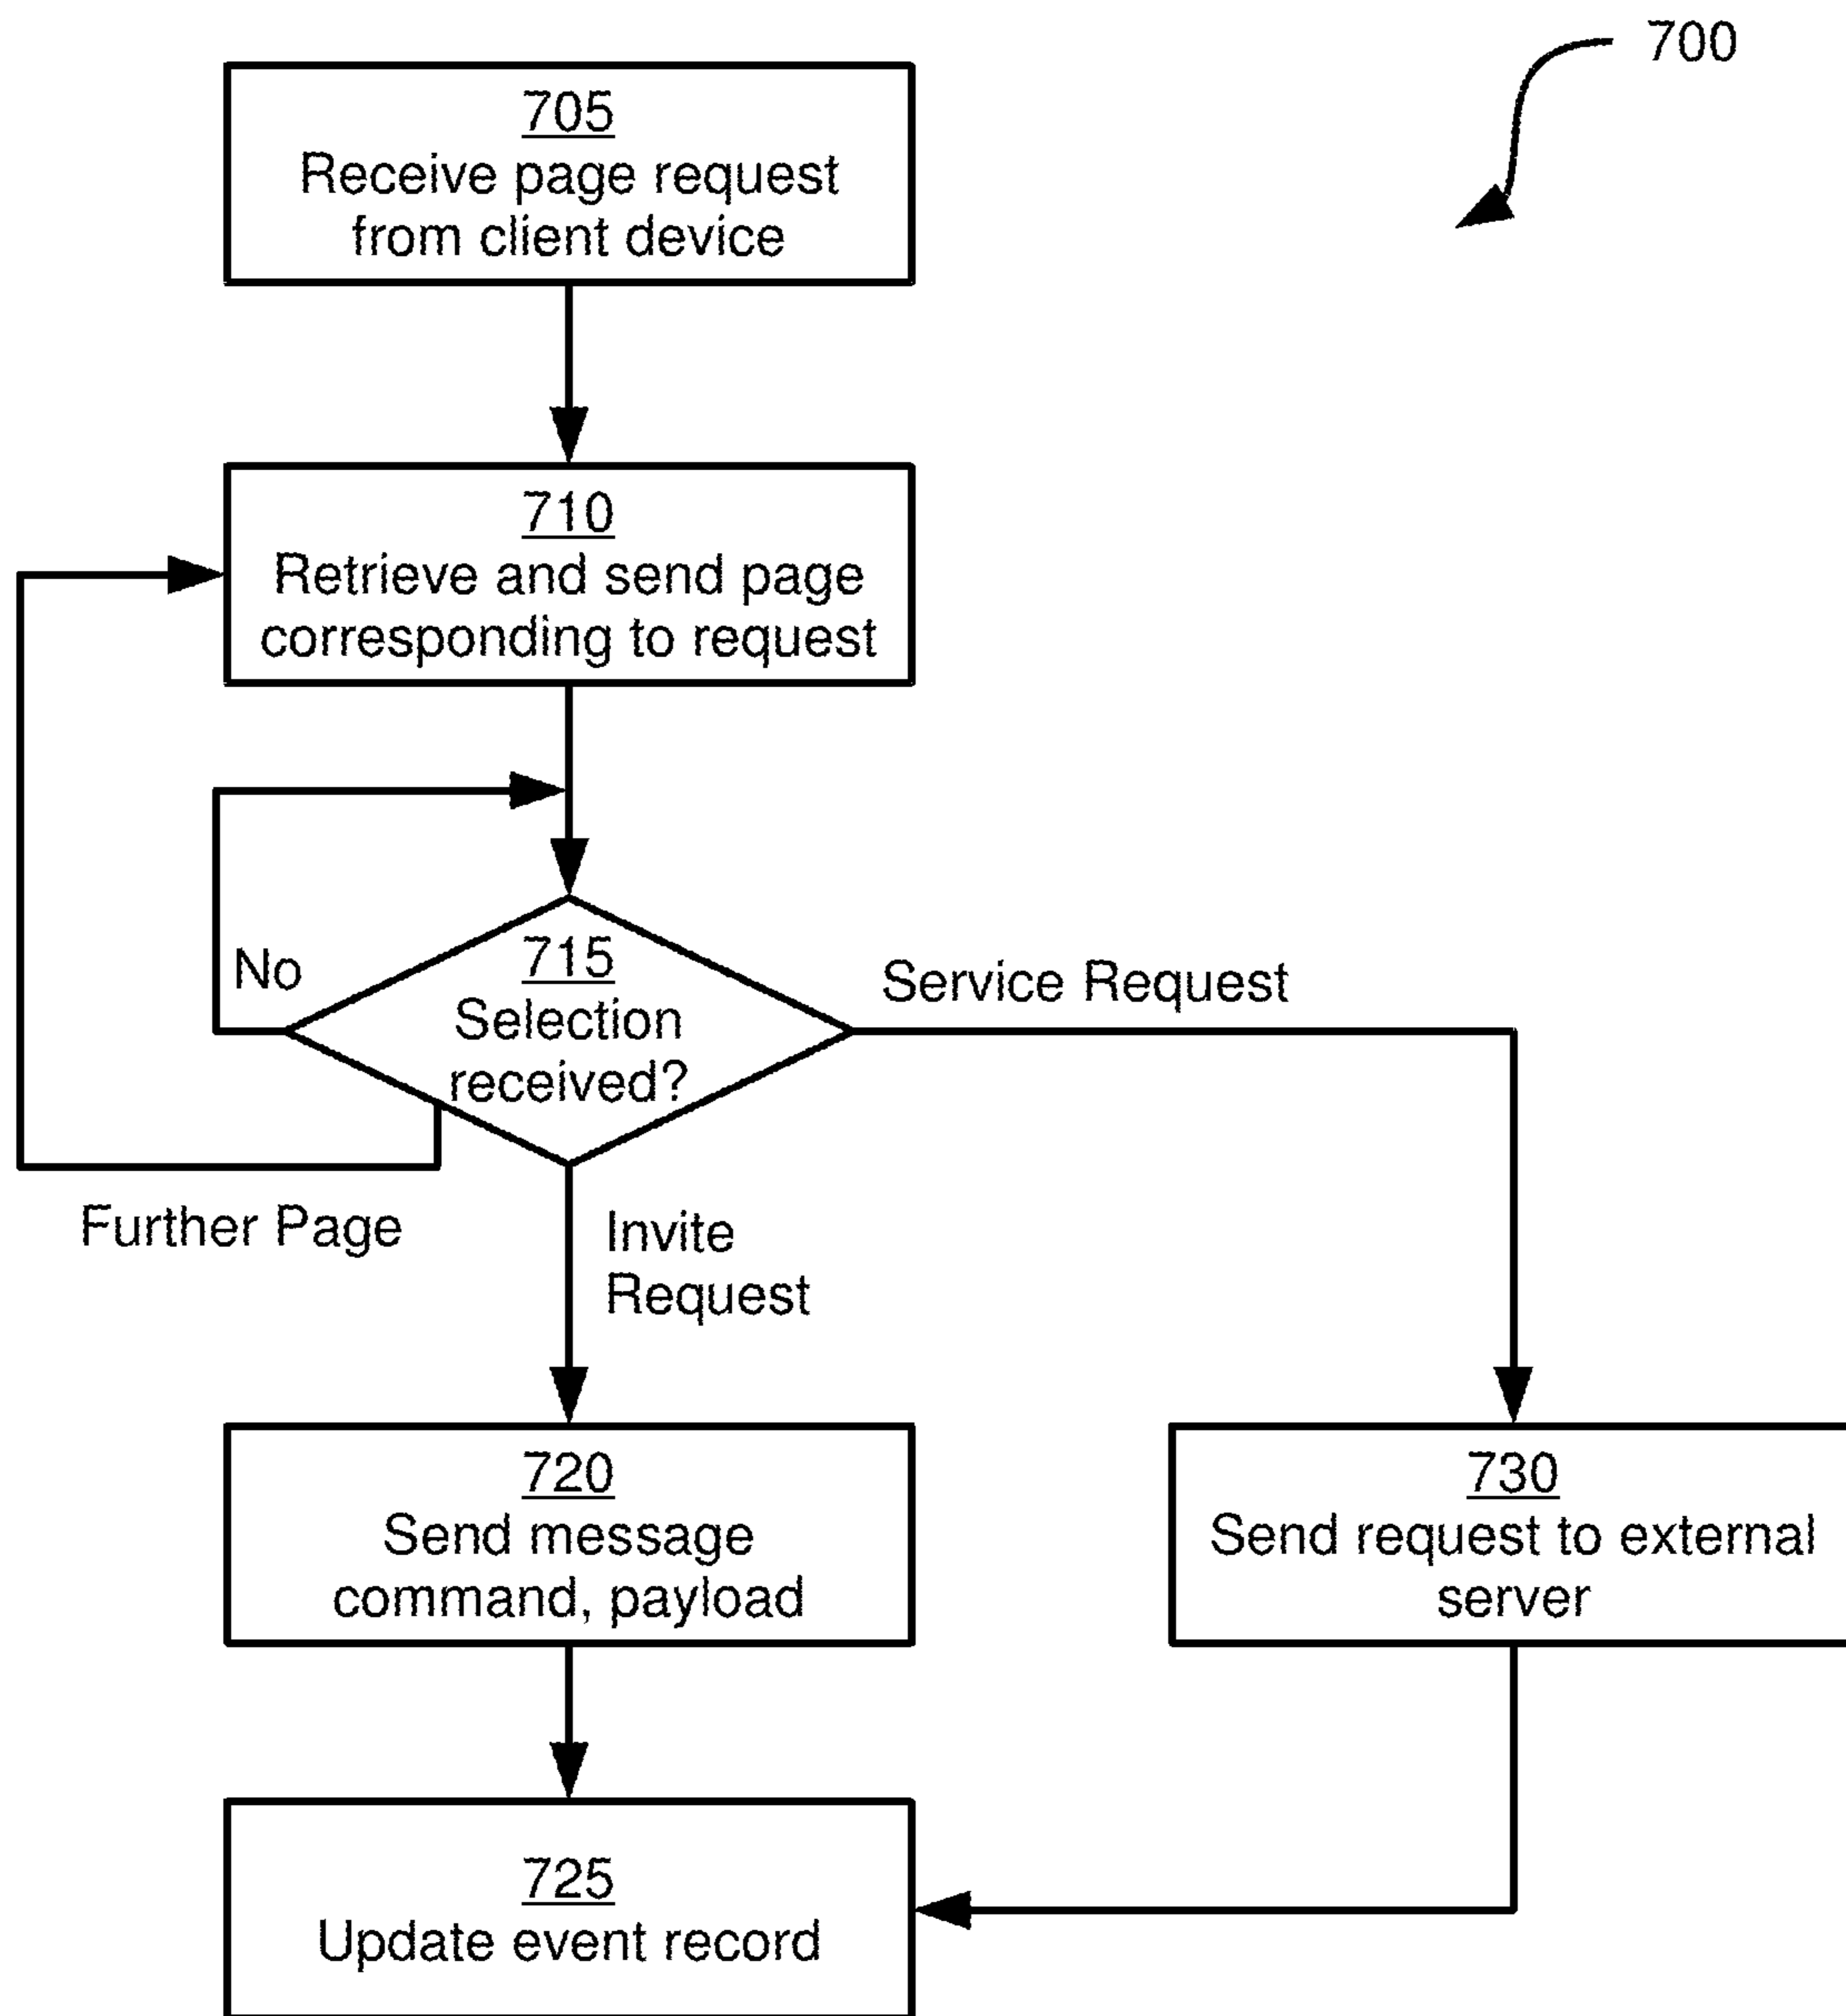 700
705
Receive page request
from client device
710
Retrieve and send page
corresponding to request
No
715
Selection
received?
Service Request
Further Page
Invite
Request
720
Send message
command, payload
730
Send request to external
server
725
Update event record